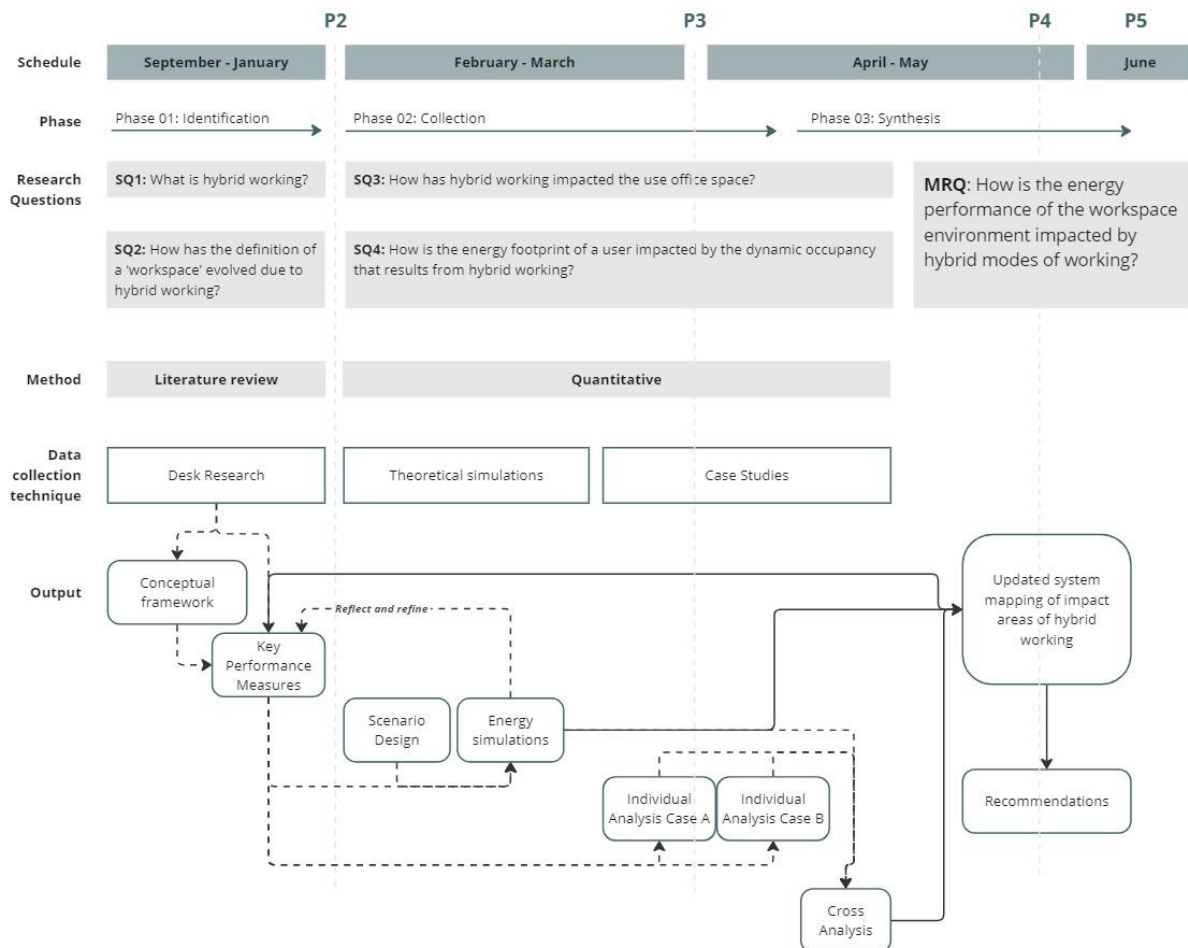 P2
P3
P4
P5
Schedule
September - January
February - March
April - May
June
Phase
Phase 01: Identification
Phase 02: Collection
Phase 03: Synthesis
Research
Questions
SQ1: What is hybrid working?
SQ3: How has hybrid working impacted the use office space?
MRQ: How is the energy
performance of the workspace
environment impacted by
hybrid modes of working?
SQ2: How has the definition of
a ‘workspace’ evolved due to
hybrid working?
SQ4: How is the energy footprint of a user impacted by the dynamic occupancy
that results from hybrid working?
Method
Literature review
Quantitative
Data
collection
technique
Desk Research
Theoretical simulations
Case Studies
Output
Conceptual
framework
Reflect and refine
Key
Performance
Measures
Scenario
Design
Energy
simulations
Individual
Analysis Case A
Individual
Analysis Case B
Cross
Analysis
Updated system
mapping of impact
areas of hybrid
working
Recommendations